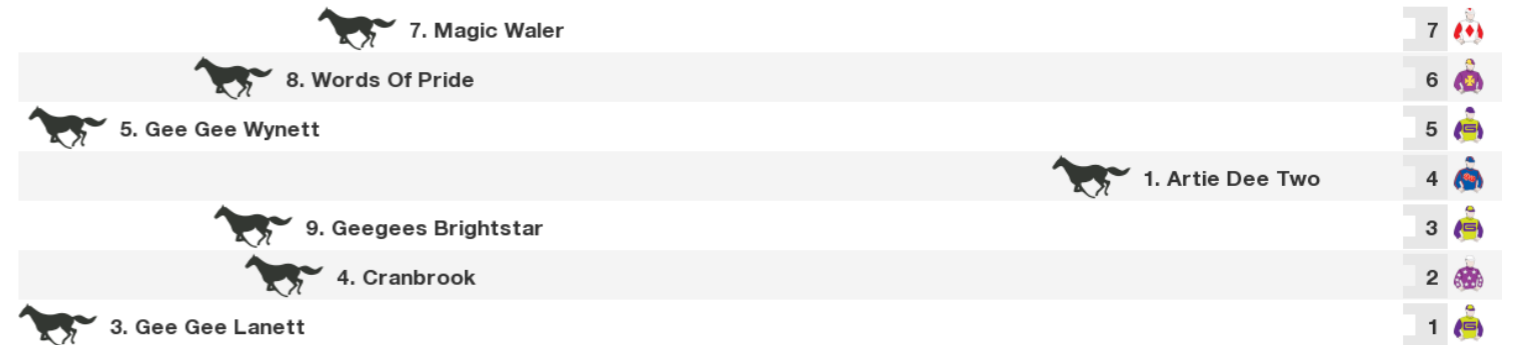 7. Magic Waler 7
8. Words Of Pride 6
5. Gee Gee Wynett 5
1. Artie Dee Two 4
9. Geegees Brightstar 3
4. Cranbrook 2
3. Gee Gee Lanett 1